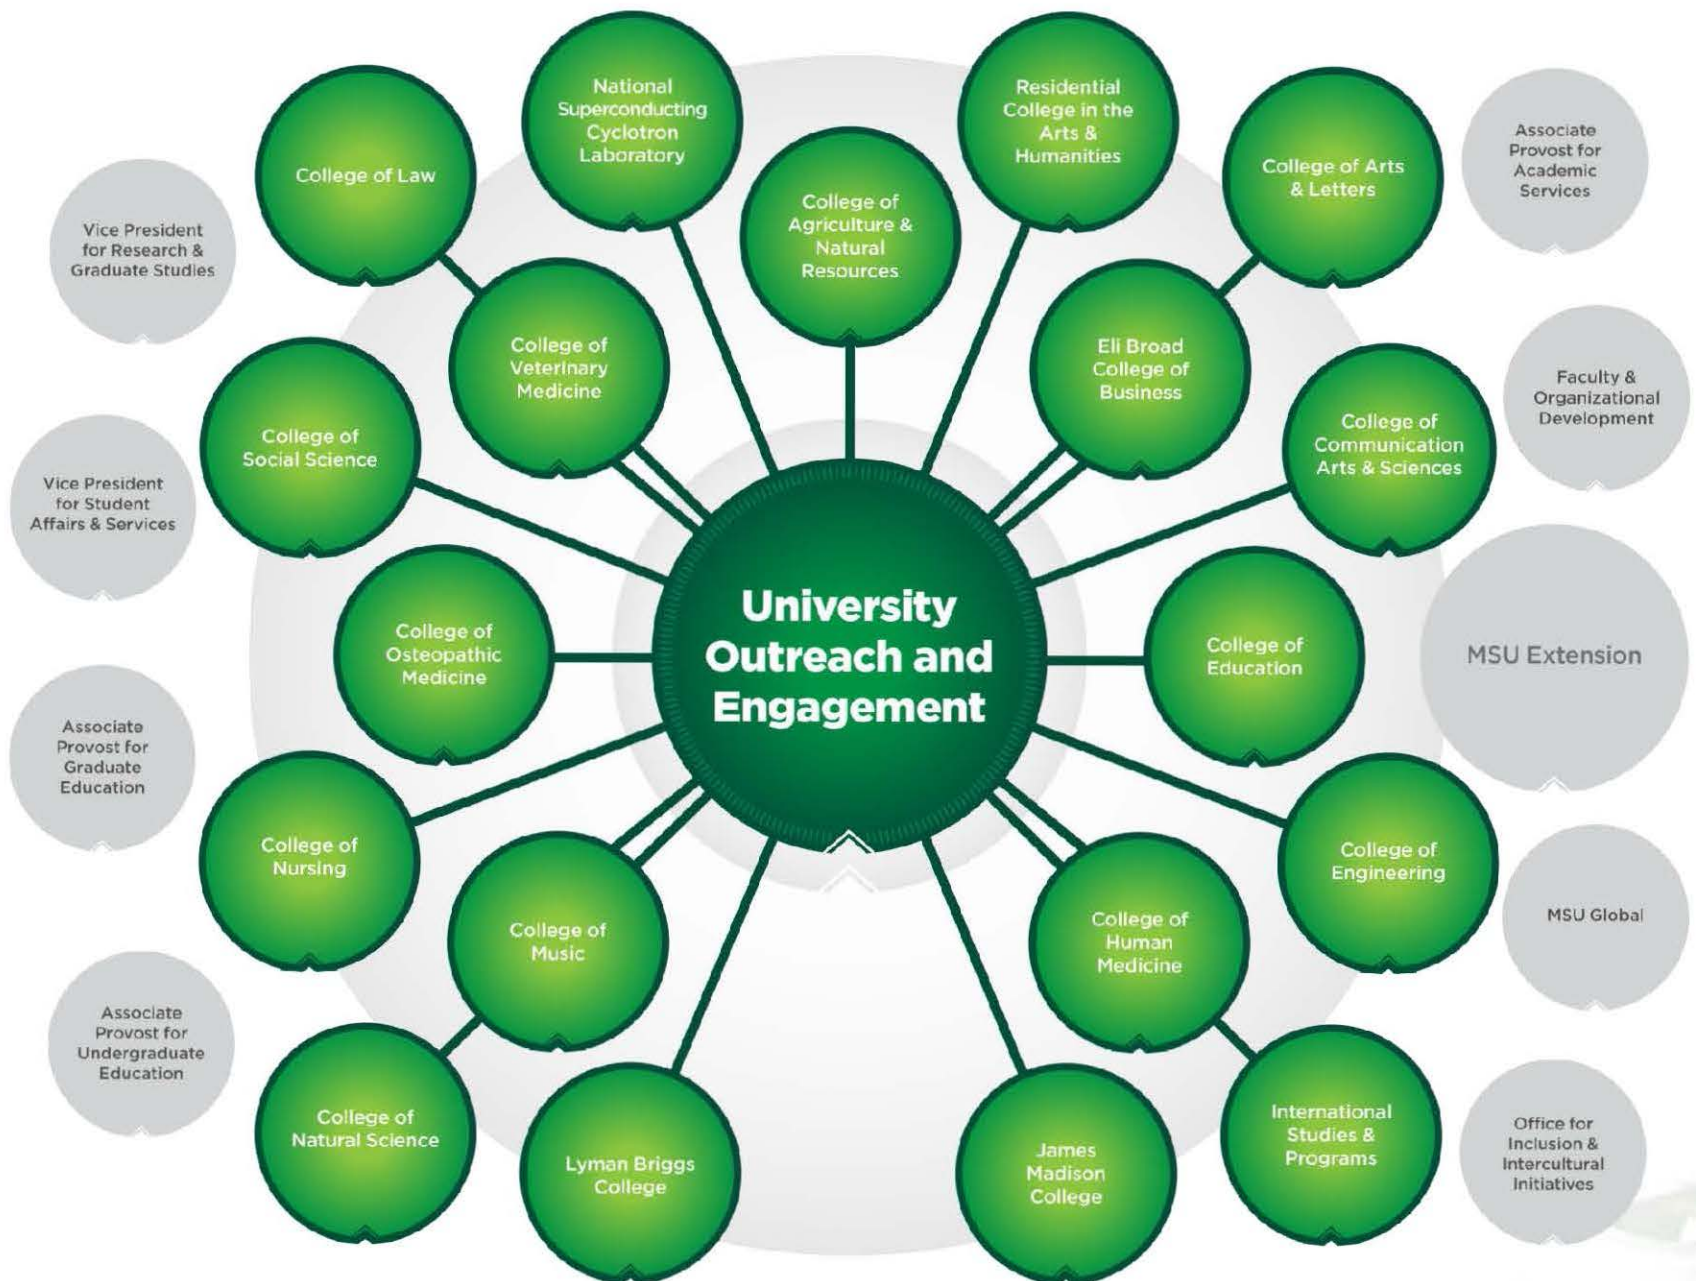 National
Superconducting
Cyclotron
Laboratory
Residential
College in the
Arts &
Humanities
College of Law
College of
Agriculture &
Natural
Resources
College of Arts
& Letters
Associate
Provost for
Academic
Services
Vice President
for Research &
Graduate Studies
College of
Veterinary
Medicine
Eli Broad
College of
Business
Faculty &
Organizational
Development
College of
Social Science
College of
Communication
Arts & Sciences
Vice President
for Student
Affairs & Services
College of
Osteopathic
Medicine
University
Outreach and
Engagement
College of
Education
MSU Extension
Associate
Provost for
Graduate
Education
College of
Nursing
College of
Engineering
College of
Music
College of
Human
Medicine
MSU Global
Associate
Provost for
Undergraduate
Education
College of
Natural Science
Lyman Briggs
College
James
Madison
College
International
Studies &
Programs
Office for
Inclusion &
Intercultural
Initiatives